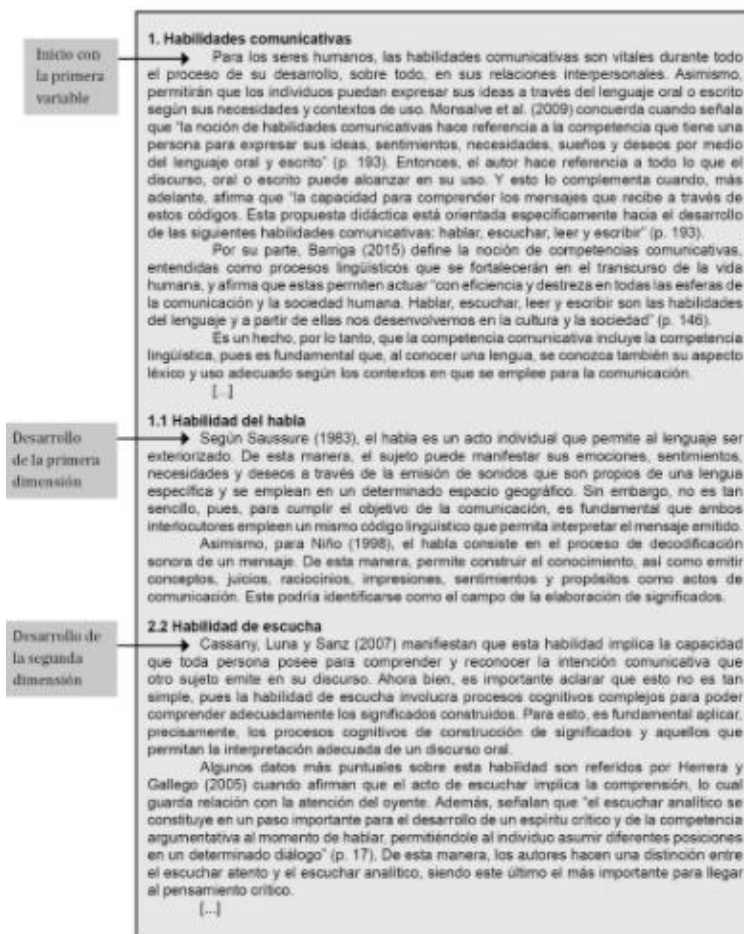 Inicio con
la primera
variable
1. Habilidades comunicativas
Para los seres humanos, las habilidades comunicativas son vitales durante todo
el proceso de su desarrollo, sobre todo, en sus relaciones interpersonales. Asimismo,
permitirán que los individuos puedan expresar sus ideas a través del lenguaje oral o escrito
según sus necesidades y contextos de uso. Monsalve et al. (2009) concuerda cuando señala
que "la noción de habilidades comunicativas hace referencia a la competencia que tiene una
persona para expresar sus ideas, sentimientos, necesidades, sueños y deseos por medio
del lenguaje oral y escrito" (p. 193). Entonces, el autor hace referencia a todo lo que el
discurso, oral o escrito puede alcanzar en su uso. Y esto lo complementa cuando, más
adelante, afirma que "la capacidad para comprender los mensajes que recibe a través de
estos códigos. Esta propuesta didáctica está orientada específicamente hacia el desarrollo
de las siguientes habilidades comunicativas: hablar, escuchar, leer y escribir" (p. 193).
Por su parte, Barriga (2015) define la noción de competencias comunicativas,
entendidas como procesos lingüísticos que se fortalecerán en el transcurso de la vida
humana, y afirma que estas permiten actuar "con eficiencia y destreza en todas las esferas de
la comunicación y la sociedad humana. Hablar, escuchar, leer y escribir son las habilidades
del lenguaje y a partir de ellas nos desenvolvemos en la cultura y la sociedad" (p. 146).
Es un hecho, por lo tanto, que la competencia comunicativa incluye la competencia
lingüística, pues es fundamental que, al conocer una lengua, se conozca también su aspecto
léxico y uso adecuado según los contextos en que se emplee para la comunicación.
[...]
Desarrollo
de la primera
dimensión
1.1 Habilidad del habla
Según Saussure (1983), el habla es un acto individual que permite al lenguaje ser
exteriorizado. De esta manera, el sujeto puede manifestar sus emociones, sentimientos,
necesidades y deseos a través de la emisión de sonidos que son propios de una lengua
específica y se emplean en un determinado espacio geográfico. Sin embargo, no es tan
sencillo, pues, para cumplir el objetivo de la comunicación, es fundamental que ambos
interlocutores empleen un mismo código lingüístico que permita interpretar el mensaje emitido.
Asimismo, para Niño (1998), el habla consiste en el proceso de decodificación
sonora de un mensaje. De esta manera, permite construir el conocimiento, así como emitir
conceptos, juicios, raciocinios, impresiones, sentimientos y propósitos como actos de
comunicación. Este podría identificarse como el campo de la elaboración de significados.
Desarrollo de
la segunda
dimensión
2.2 Habilidad de escucha
Cassany, Luna y Sanz (2007) manifiestan que esta habilidad implica la capacidad
que toda persona posee para comprender y reconocer la intención comunicativa que
otro sujeto emite en su discurso. Ahora bien, es importante aclarar que esto no es tan
simple, pues la habilidad de escucha involucra procesos cognitivos complejos para poder
comprender adecuadamente los significados construidos. Para esto, es fundamental aplicar,
precisamente, los procesos cognitivos de construcción de significados y aquellos que
permitan la interpretación adecuada de un discurso oral.
Algunos datos más puntuales sobre esta habilidad son referidos por Herrera y
Gallego (2005) cuando afirman que el acto de escuchar implica la comprensión, lo cual
guarda relación con la atención del oyente. Además, señalan que "el escuchar analítico se
constituye en un paso importante para el desarrollo de un espíritu crítico y de la competencia
argumentativa al momento de hablar, permitiéndole al individuo asumir diferentes posiciones
en un determinado diálogo" (p. 17). De esta manera, los autores hacen una distinción entre
el escuchar atento y el escuchar analítico, siendo este último el más importante para llegar
al pensamiento crítico.
[...]